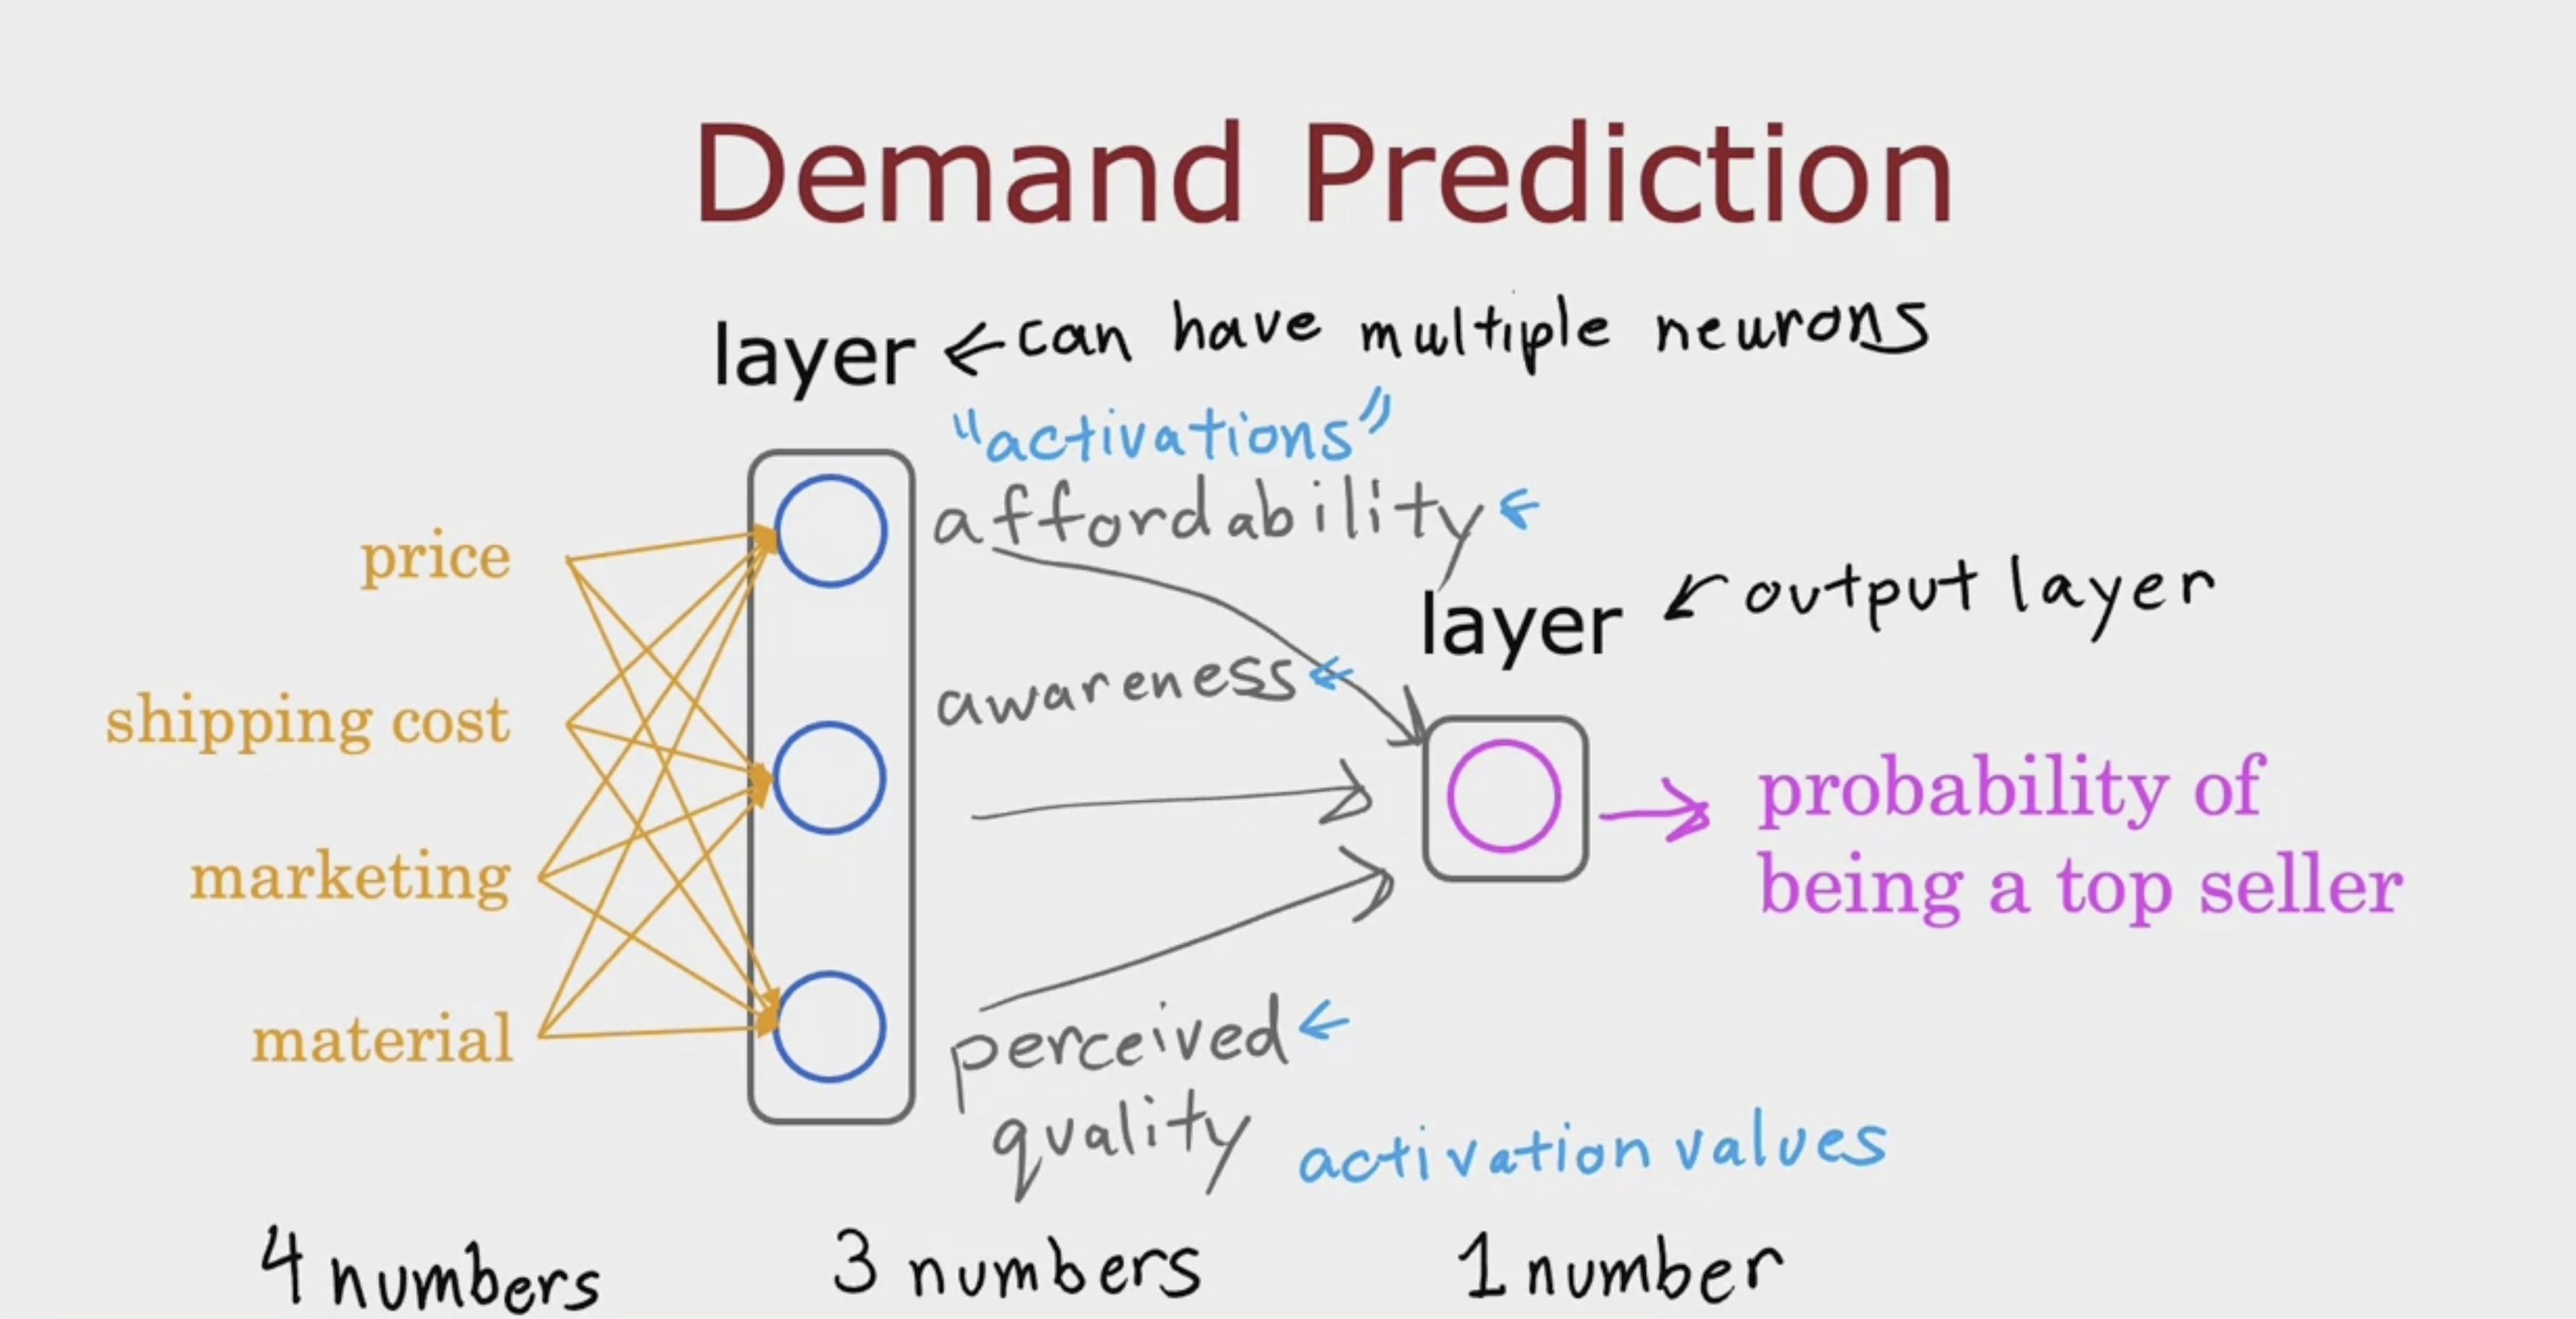 Demand Prediction
layer ← can have multiple neurons
"activations"
affordability ←
price
layer ← output layer
awareness ←
shipping cost
probability of
being a top seller
marketing
material
perceived ←
quality
activation values
4 numbers
3 numbers
1 number